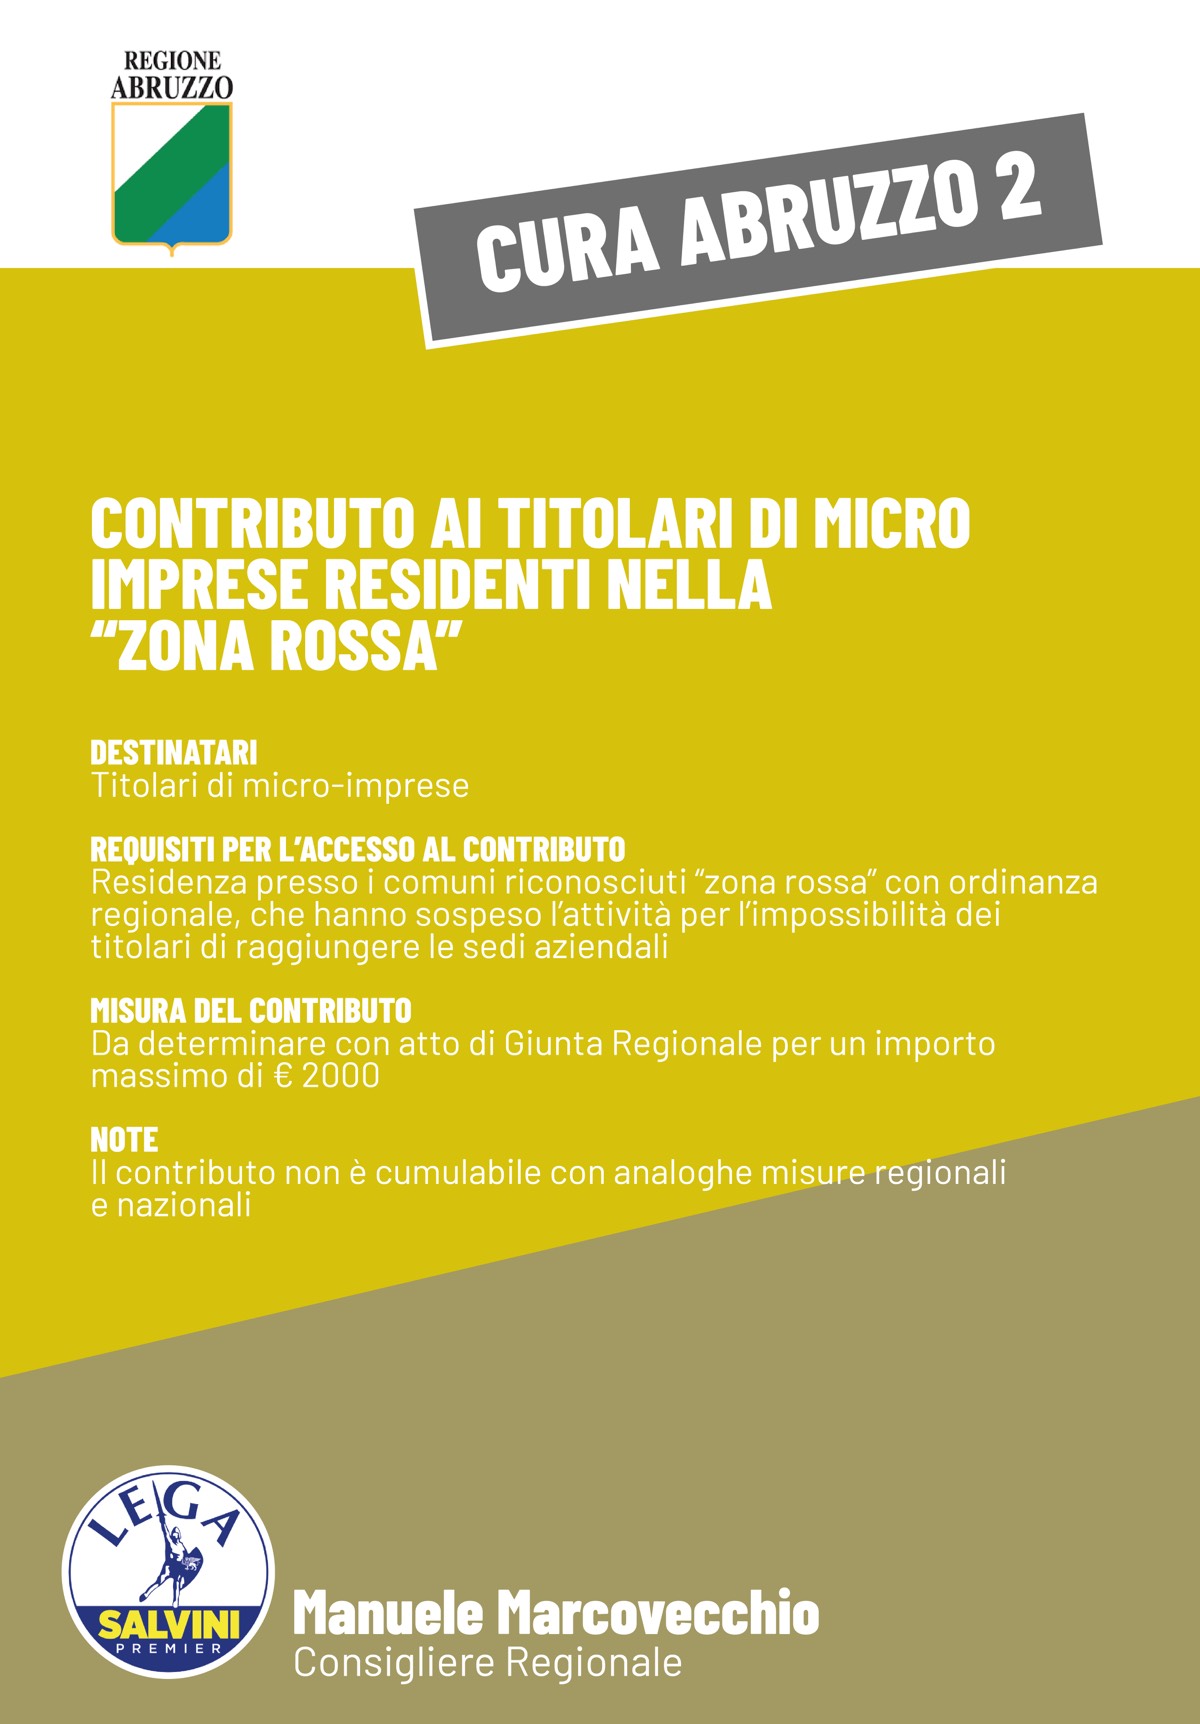 REGIONE
ABRUZZO
CURA ABRUZZO 2
CONTRIBUTO AI TITOLARI DI MICRO
IMPRESE RESIDENTI NELLA
“ZONA ROSSA”
DESTINATARI
Titolari di micro-imprese
REQUISITI PER L’ACCESSO AL CONTRIBUTO
Residenza presso i comuni riconosciuti “zona rossa” con ordinanza
regionale, che hanno sospeso l’attività per l’impossibilità dei
titolari di raggiungere le sedi aziendali
MISURA DEL CONTRIBUTO
Da determinare con atto di Giunta Regionale per un importo
massimo di € 2000
NOTE
Il contributo non è cumulabile con analoghe misure regionali
e nazionali
LEGA
SALVINI
PREMIER
Manuele Marcovecchio
Consigliere Regionale